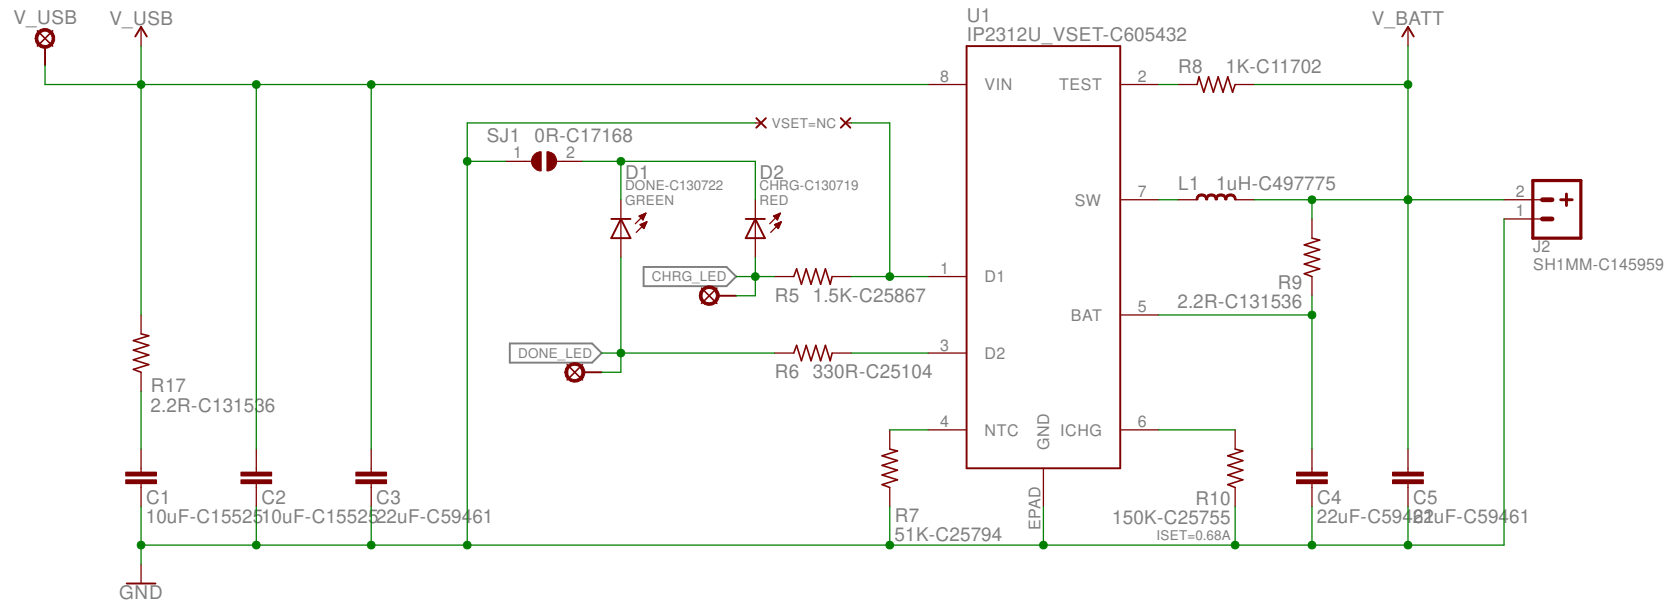 V_USB
V_USB
U1
IP2312U_VSET-C605432
V_BATT
8
VIN
TEST
2
R8 1K-C11702
VSET=NC
SJ1 0R-C17168
1
2
D1
DONE-C130722
GREEN
D2
CHRG-C130719
RED
SW
7
L1 1uH-C497775
2
1
+
J2
SH1MM-C145959
CHRG_LED
R5 1.5K-C25867
1
D1
R9
2.2R-C131536
BAT
5
DONE_LED
R6 330R-C25104
3
D2
R17
2.2R-C131536
4
NTC
GND
ICHG
6
EPAD
C1
10uF-C15525
C2
10uF-C15525
C3
22uF-C59461
R7
51K-C25794
R10
150K-C25755
ISET=0.68A
C4
22uF-C59461
C5
22uF-C59461
GND